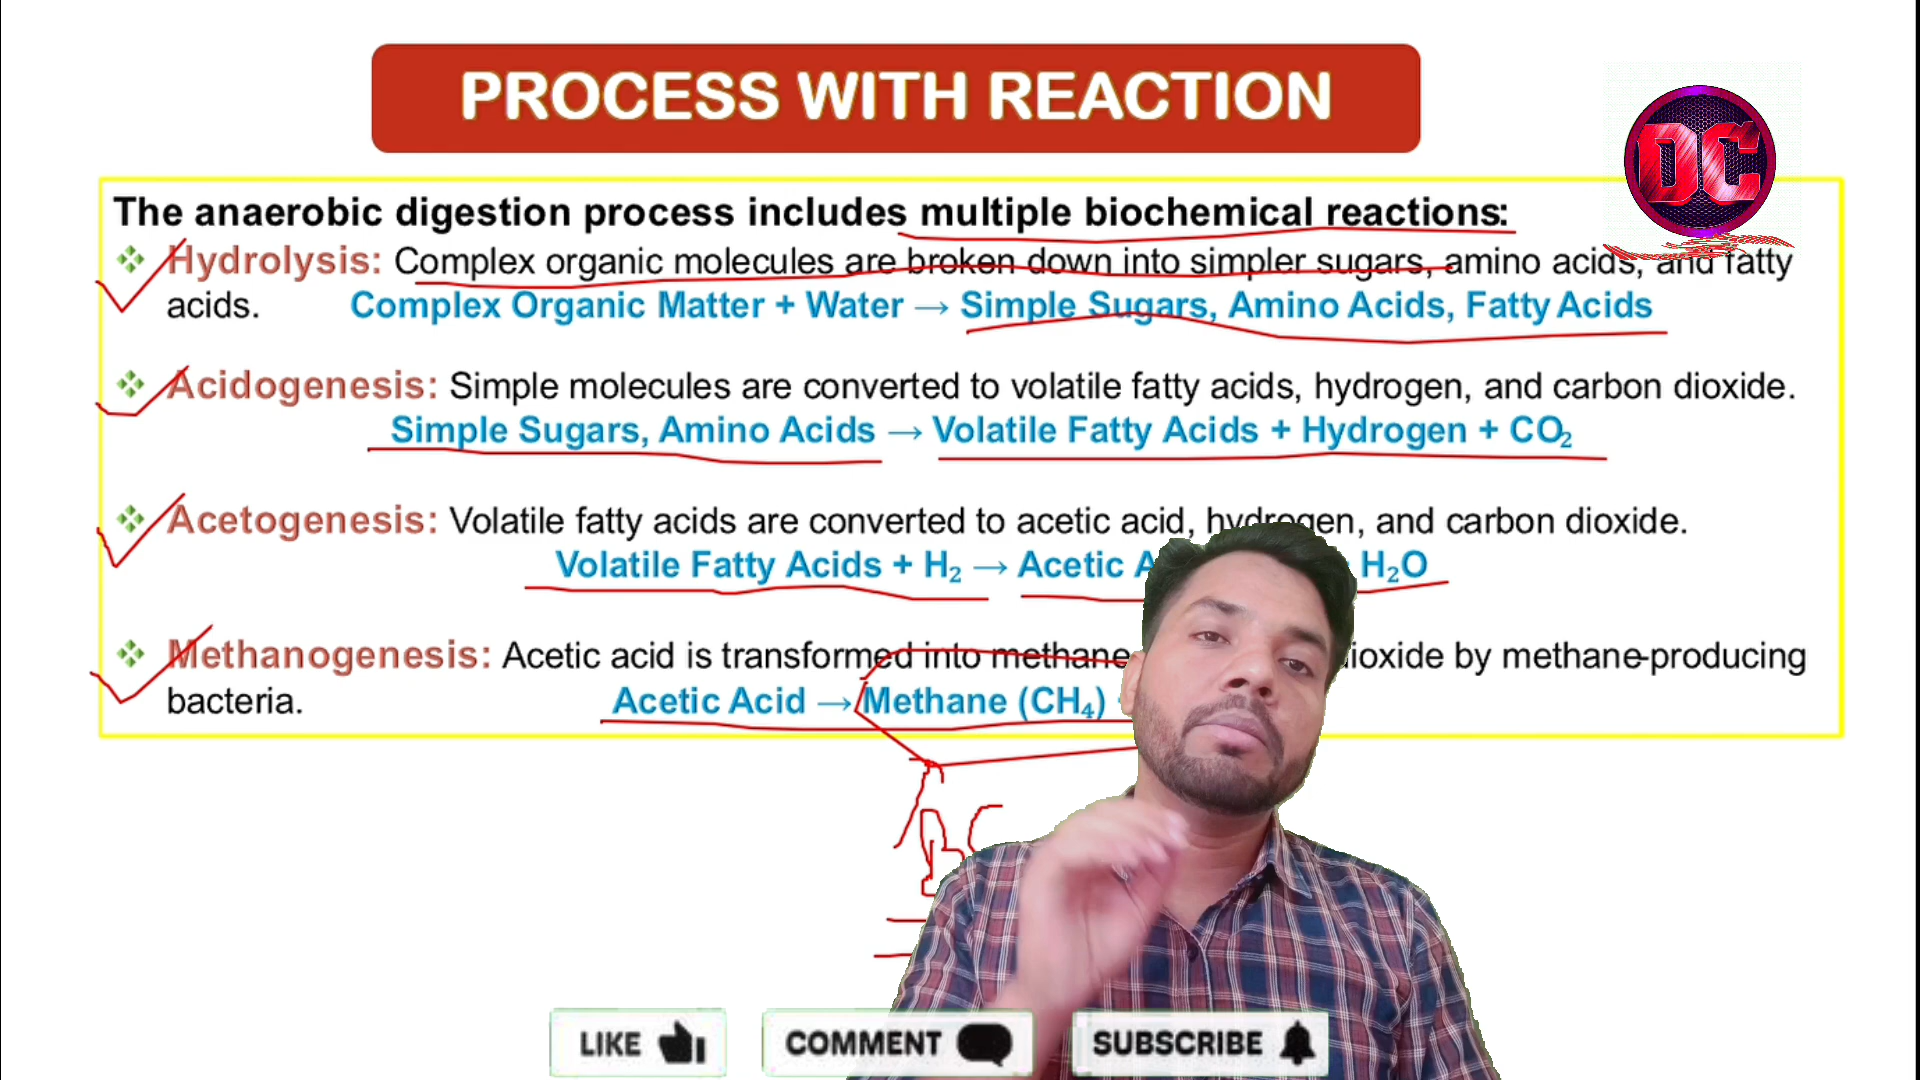 PROCESS WITH REACTION
DC
The anaerobic digestion process includes multiple biochemical reactions:
Hydrolysis: Complex organic molecules are broken down into simpler sugars, amino acids, and fatty
acids. Complex Organic Matter + Water → Simple Sugars, Amino Acids, Fatty Acids
Acidogenesis: Simple molecules are converted to volatile fatty acids, hydrogen, and carbon dioxide.
Simple Sugars, Amino Acids → Volatile Fatty Acids + Hydrogen + CO₂
Acetogenesis: Volatile fatty acids are converted to acetic acid, hydrogen, and carbon dioxide.
Volatile Fatty Acids + H₂ → Acetic H₂O
Methanogenesis: Acetic acid is transformed into methane by methane-producing
bacteria. Acetic Acid → Methane (CH₄)
LIKE COMMENT SUBSCRIBE